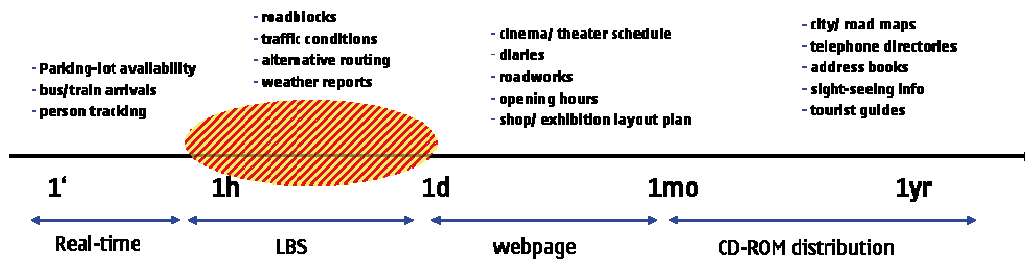 - Parking-lot availability
- bus/train arrivals
- person tracking
- roadblocks
- traffic conditions
- alternative routing
- weather reports
- cinema/ theater schedule
- diaries
- roadworks
- opening hours
- shop/ exhibition layout plan
- city/ road maps
- telephone directories
- address books
- sight-seeing info
- tourist guides
1‘ 1h 1d 1mo 1yr
Real-time LBS webpage CD-ROM distribution